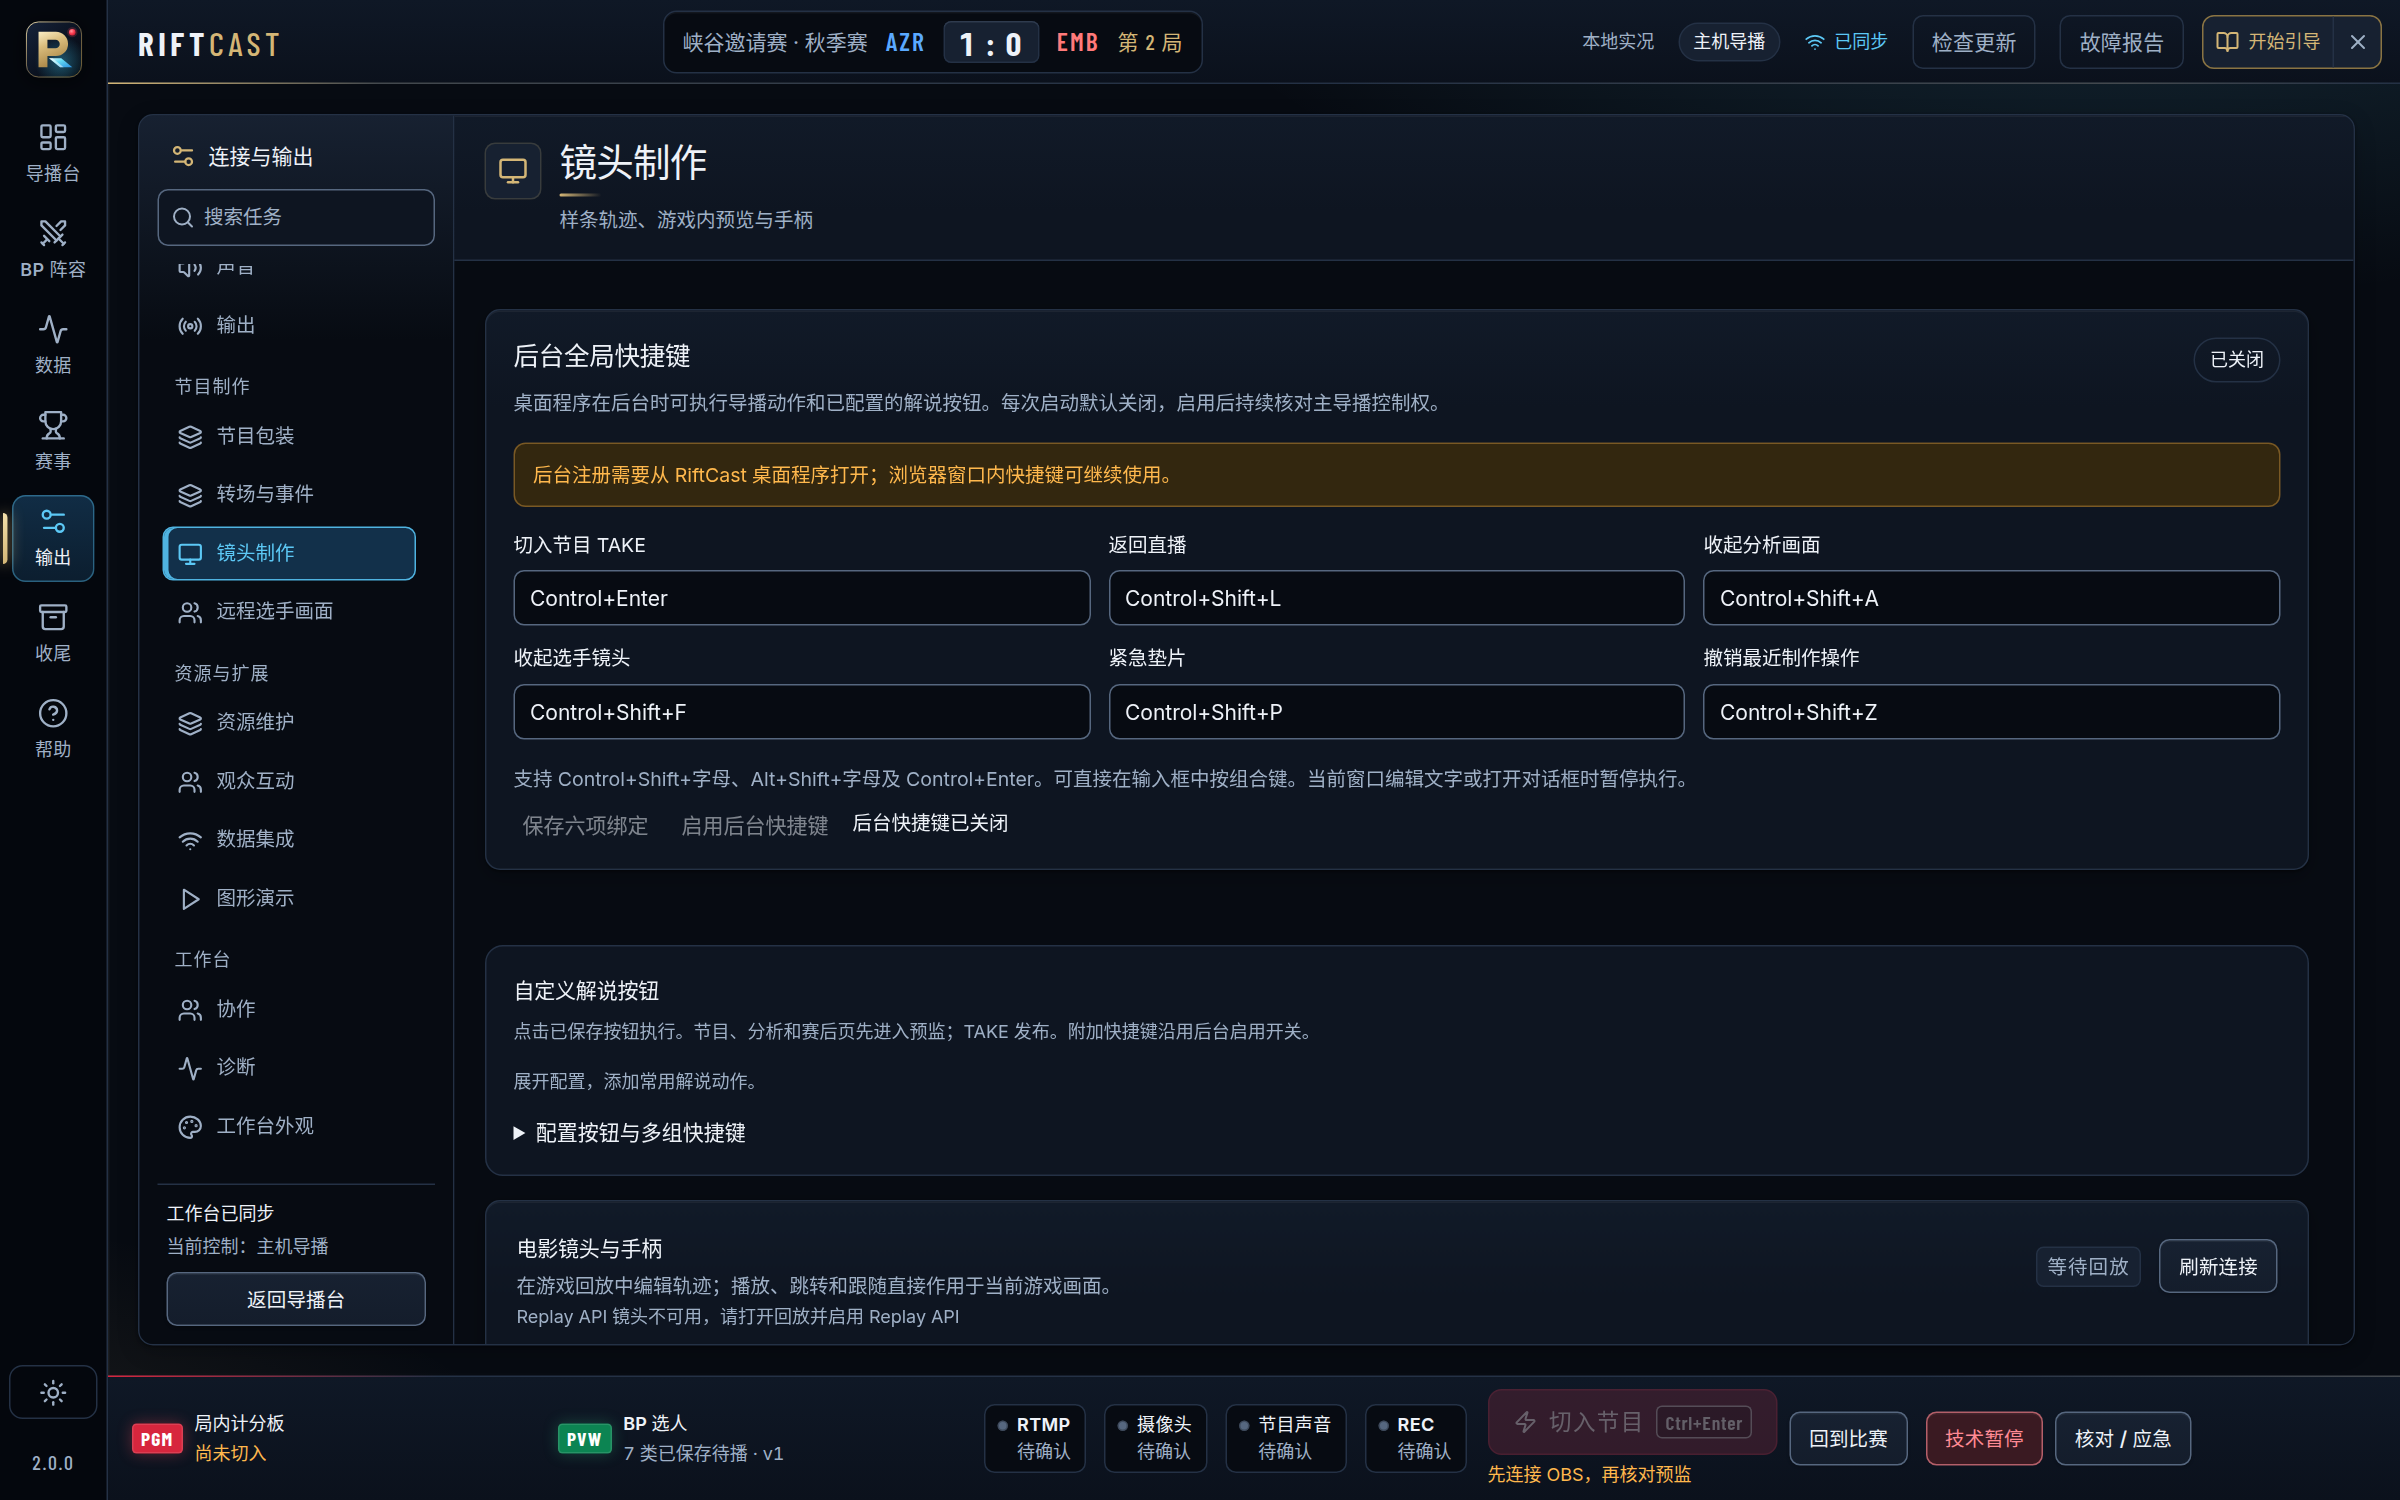 RIFTCAST
峡谷邀请赛 · 秋季赛 AZR 1 : 0 EMB 第 2 局
本地实况
主机导播
已同步
检查更新
故障报告
开始引导
导播台
BP 阵容
数据
赛事
输出
收尾
帮助
2.0.0
连接与输出
搜索任务
声音
输出
节目制作
节目包装
转场与事件
镜头制作
远程选手画面
资源与扩展
资源维护
观众互动
数据集成
图形演示
工作台
协作
诊断
工作台外观
工作台已同步
当前控制：主机导播
返回导播台
镜头制作
样条轨迹、游戏内预览与手柄
后台全局快捷键
已关闭
桌面程序在后台时可执行导播动作和已配置的解说按钮。每次启动默认关闭，启用后持续核对主导播控制权。
后台注册需要从 RiftCast 桌面程序打开；浏览器窗口内快捷键可继续使用。
切入节目 TAKE
Control+Enter
返回直播
Control+Shift+L
收起分析画面
Control+Shift+A
收起选手镜头
Control+Shift+F
紧急垫片
Control+Shift+P
撤销最近制作操作
Control+Shift+Z
支持 Control+Shift+字母、Alt+Shift+字母及 Control+Enter。可直接在输入框中按组合键。当前窗口编辑文字或打开对话框时暂停执行。
保存六项绑定 启用后台快捷键 后台快捷键已关闭
自定义解说按钮
点击已保存按钮执行。节目、分析和赛后页先进入预监；TAKE 发布。附加快捷键沿用后台启用开关。
展开配置，添加常用解说动作。
配置按钮与多组快捷键
电影镜头与手柄
在游戏回放中编辑轨迹；播放、跳转和跟随直接作用于当前游戏画面。
Replay API 镜头不可用，请打开回放并启用 Replay API
等待回放
刷新连接
PGM
局内计分板
尚未切入
PVW
BP 选人
7 类已保存待播 · v1
RTMP
待确认
摄像头
待确认
节目声音
待确认
REC
待确认
切入节目 Ctrl+Enter
先连接 OBS，再核对预监
回到比赛
技术暂停
核对 / 应急